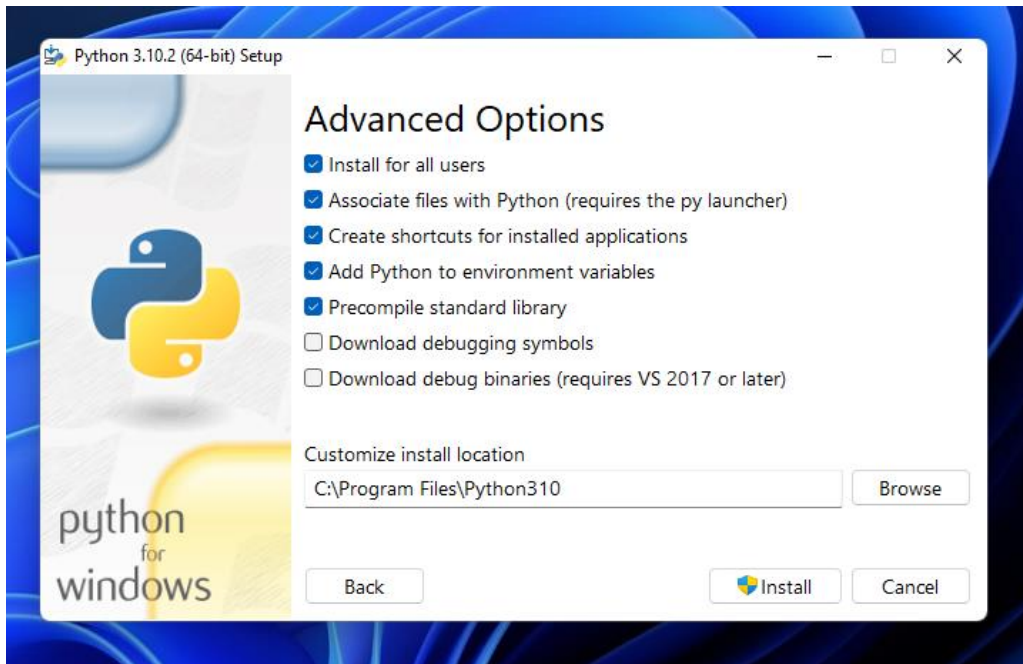 Python 3.10.2 (64-bit) Setup
Advanced Options
Install for all users
Associate files with Python (requires the py launcher)
Create shortcuts for installed applications
Add Python to environment variables
Precompile standard library
Download debugging symbols
Download debug binaries (requires VS 2017 or later)
Customize install location
C:\Program Files\Python310
Browse
python
for
windows
Back
Install
Cancel